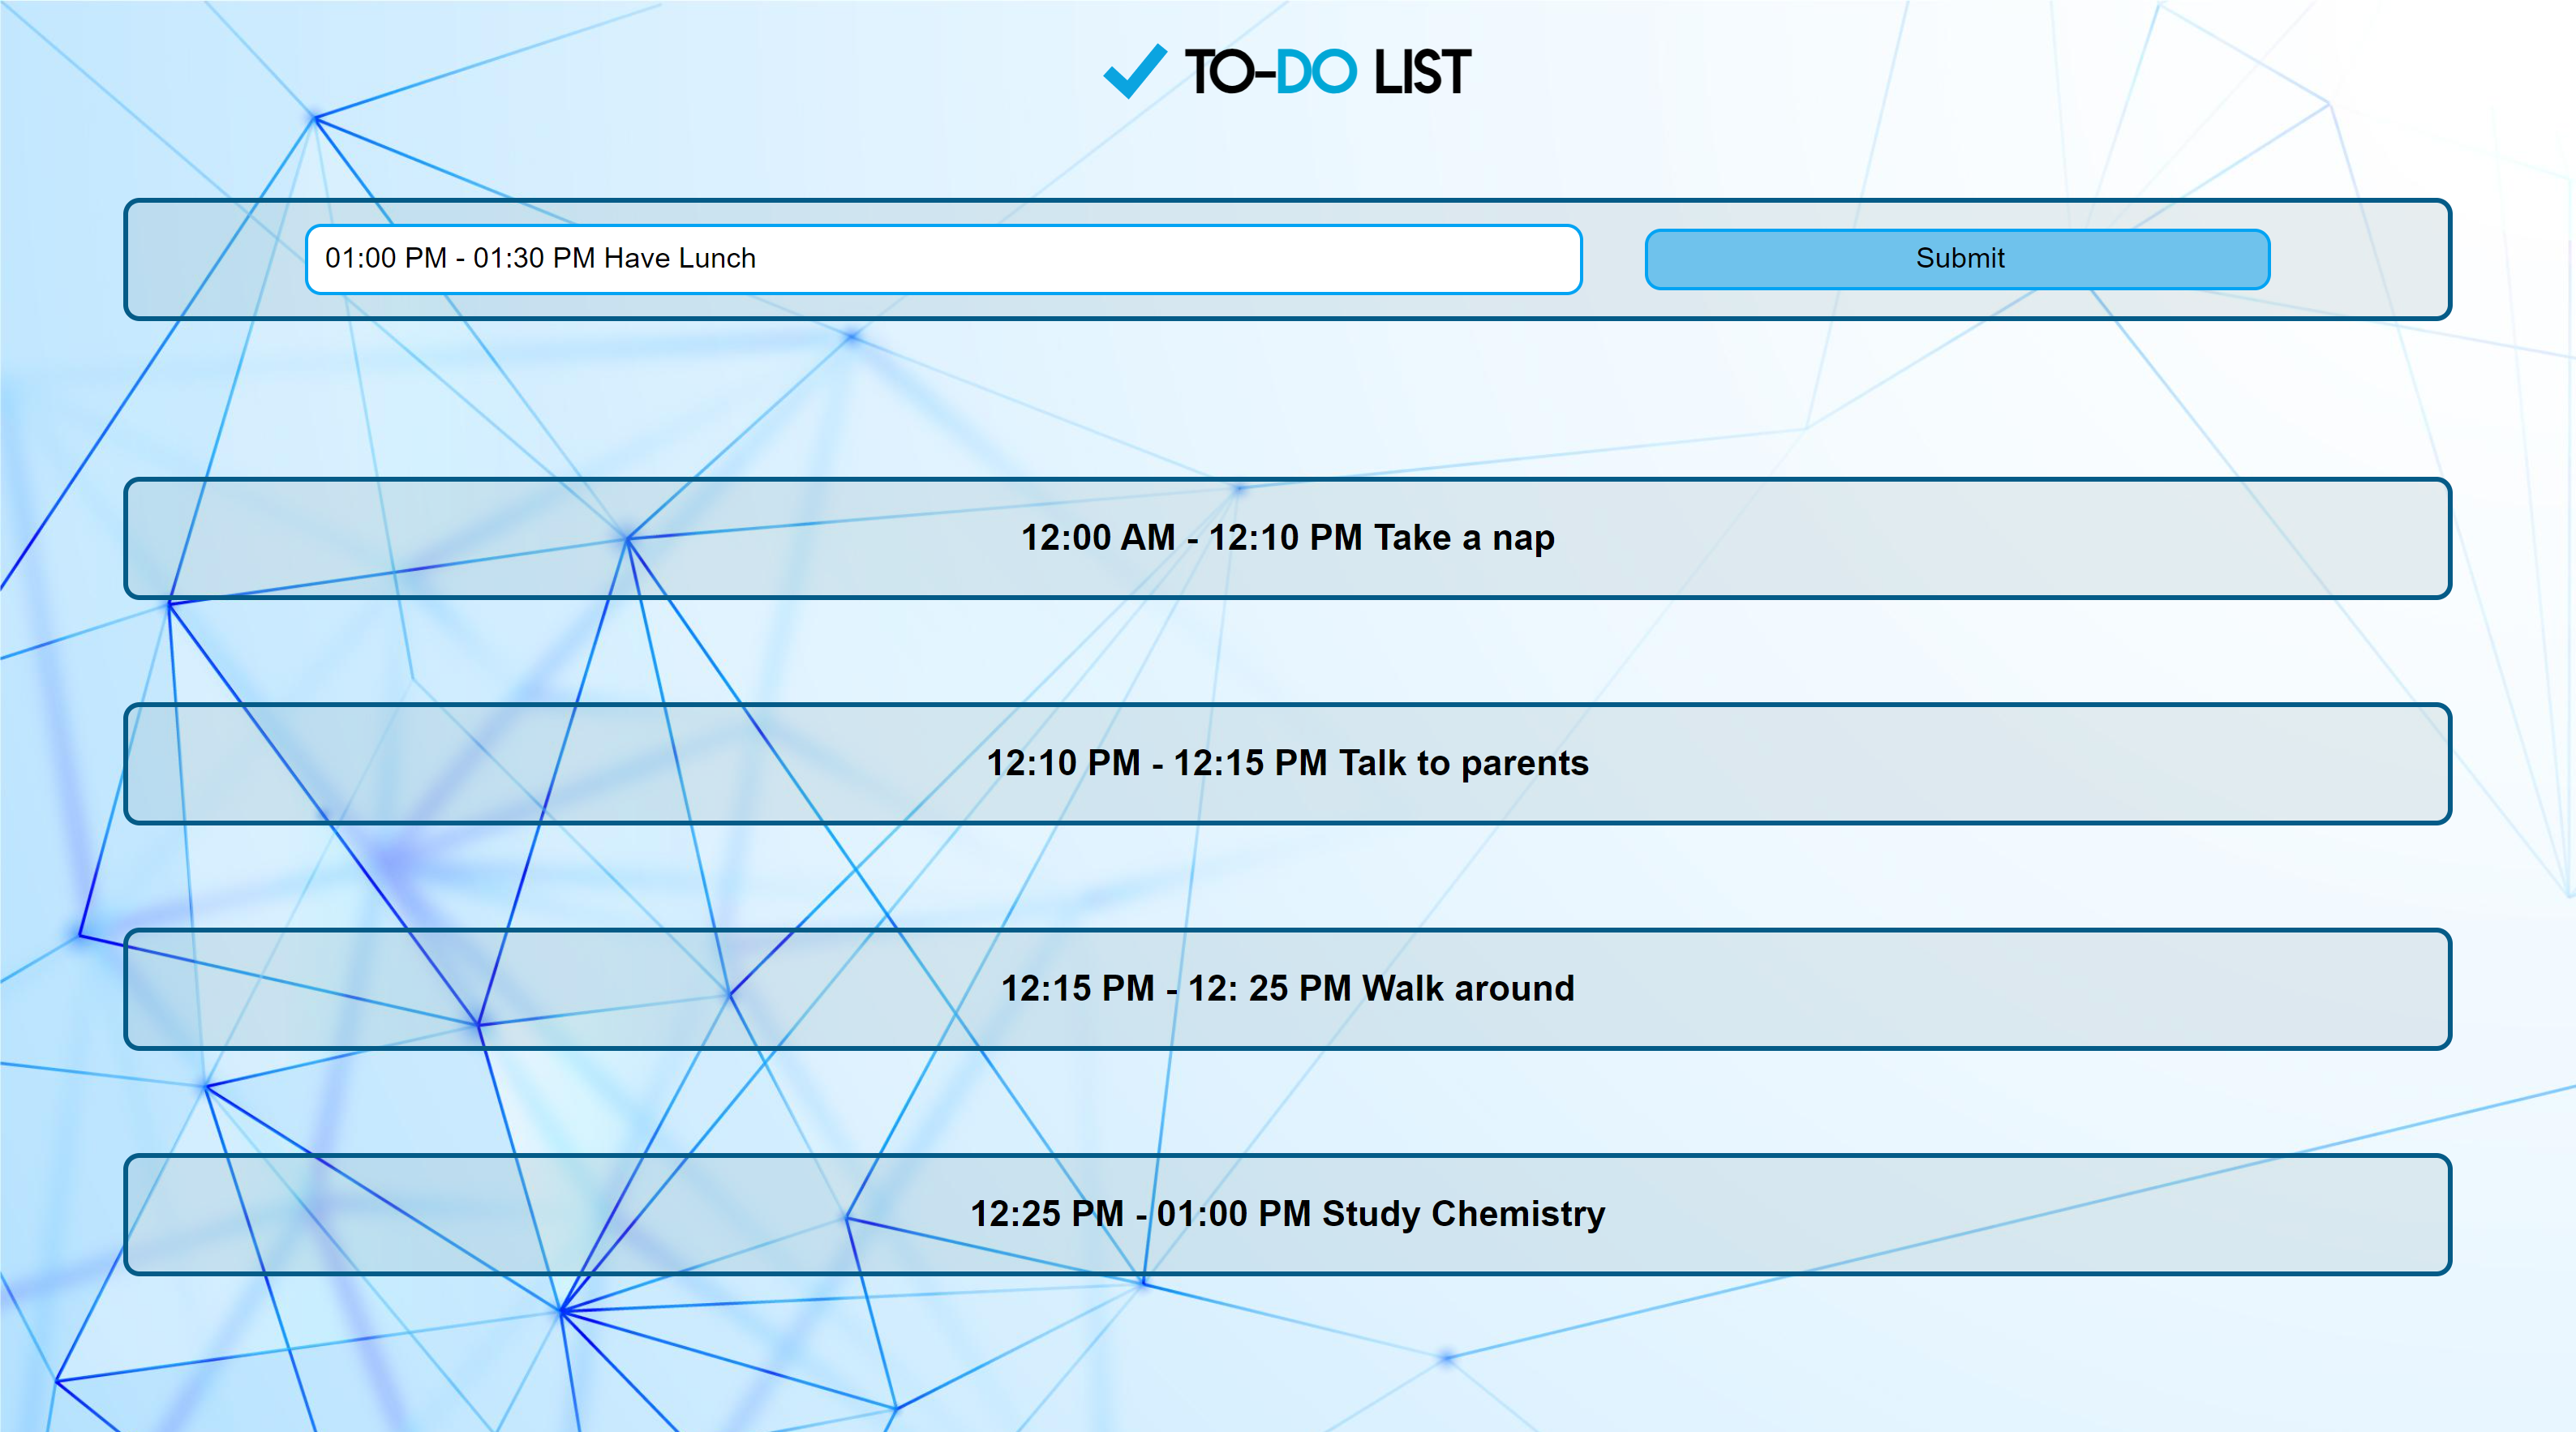 TO-DO LIST
01:00 PM - 01:30 PM Have Lunch
Submit
12:00 AM - 12:10 PM Take a nap
12:10 PM - 12:15 PM Talk to parents
12:15 PM - 12: 25 PM Walk around
12:25 PM - 01:00 PM Study Chemistry